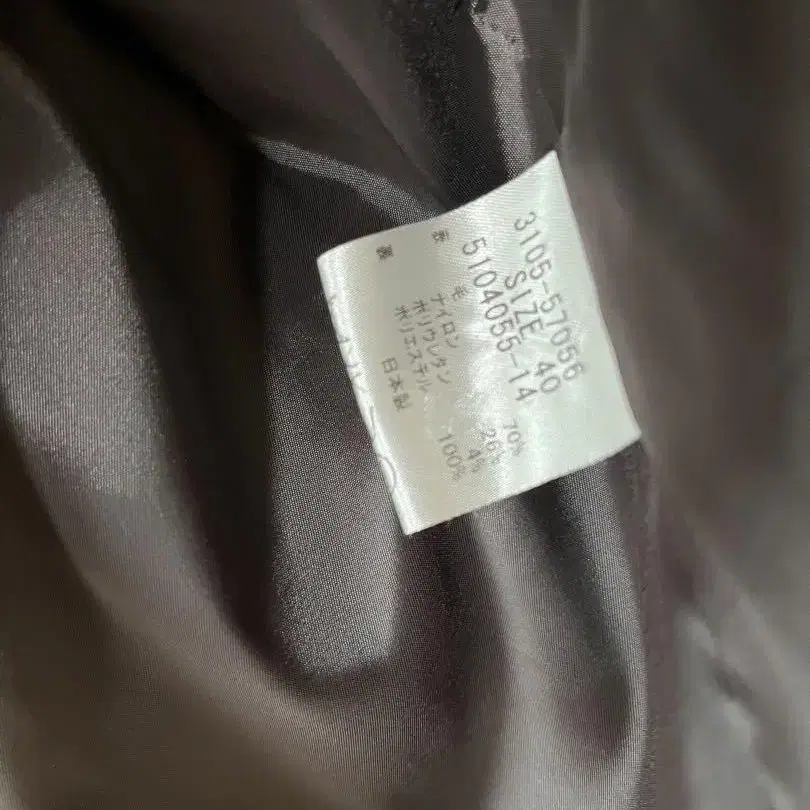 3105-57056
SIZE 40
5104055-14
表 毛 70%
ナイロン 26%
ポリウレタン 4%
裏 ポリエステル 100%
日本製